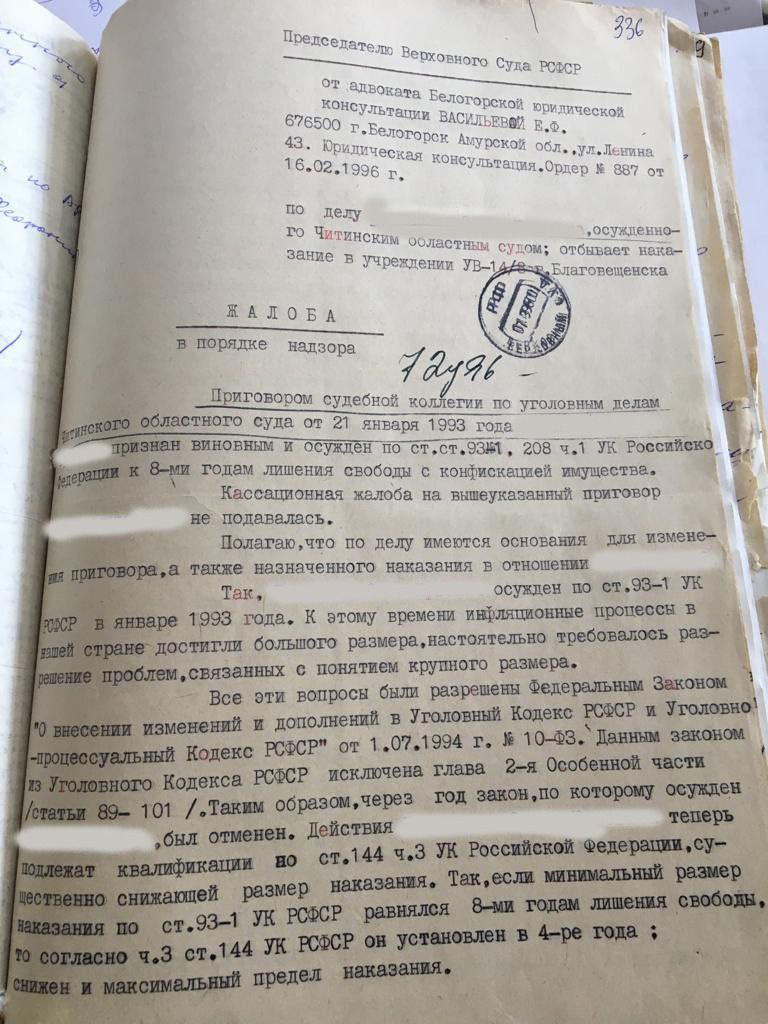 336
Председателю Верховного Суда РСФСР
от адвоката Белогорской юридической
консультации ВАСИЛЬЕВОЙ Е.Ф.
676500 г.Белогорск Амурской обл.,ул.Ленина
43. Юридическая консультация.Ордер № 887 от
16.02.1996 г.
по делу ,осужденно-
го Читинским областным судом; отбывает нака-
зание в учреждении УВ-14/8 г.Благовещенска
ЖАЛОБА
в порядке надзора
Приговором судебной коллегии по уголовным делам
Читинского областного суда от 21 января 1993 года
признан виновным и осужден по ст.ст.93-1, 208 ч.1 УК Российско
Федерации к 8-ми годам лишения свободы с конфискацией имущества.
Кассационная жалоба на вышеуказанный приговор
не подавалась.
Полагаю,что по делу имеются основания для измене-
ния приговора,а также назначенного наказания в отношении
Так, осужден по ст.93-1 УК
РСФСР в январе 1993 года. К этому времени инфляционные процессы в
нашей стране достигли большого размера,настоятельно требовалось раз-
решение проблем,связанных с понятием крупного размера.
Все эти вопросы были разрешены Федеральным Законом
"О внесении изменений и дополнений в Уголовный Кодекс РСФСР и Уголовно
-процессуальный Кодекс РСФСР" от 1.07.1994 г. № 10-ФЗ. Данным законом
из Уголовного Кодекса РСФСР исключена глава 2-я Особенной части
/статьи 89- 101 /.Таким образом,через год закон,по которому осужден
,был отменен. Действия теперь
подлежат квалификации по ст.144 ч.3 УК Российской Федерации,су-
щественно снижающей размер наказания. Так,если минимальный размер
наказания по ст.93-1 УК РСФСР равнялся 8-ми годам лишения свободы,
то согласно ч.3 ст.144 УК РСФСР он установлен в 4-ре года ;
снижен и максимальный предел наказания.